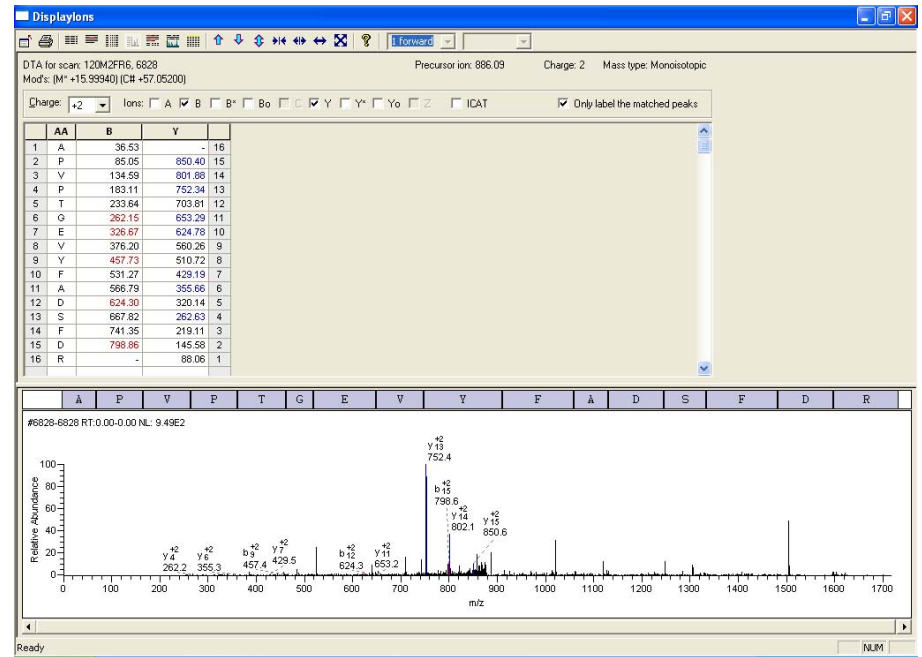 DisplayIons
1 forward
DTA for scan: 120M2FR6, 6828 Precursor ion: 886.09 Charge: 2 Mass type: Monoisotopic
Mod's: (M* +15.99940) (C# +57.05200)
Charge: +2 Ions: A B B* Bo C Y Y* Yo Z ICAT Only label the matched peaks
AA B Y
1 A 36.53 - 16
2 P 85.05 850.40 15
3 V 134.59 801.88 14
4 P 183.11 752.34 13
5 T 233.64 703.81 12
6 G 262.15 653.29 11
7 E 326.67 624.78 10
8 V 376.20 560.26 9
9 Y 457.73 510.72 8
10 F 531.27 429.19 7
11 A 566.79 355.66 6
12 D 624.30 320.14 5
13 S 667.82 262.63 4
14 F 741.35 219.11 3
15 D 798.86 145.58 2
16 R - 88.06 1
A P V P T G E V Y F A D S F D R
#6828-6828 RT:0.00-0.00 NL: 9.49E2
y +2 13
752.4
b +2 15
798.6
y +2 14
802.1
y +2 15
850.6
y +2 4
262.2
y +2 6
355.3
b +2 9
457.4
y +2 7
429.5
b +2 12
624.3
y +2 11
653.2
Relative Abundance
100
80
60
40
20
0
0 100 200 300 400 500 600 700 800 900 1000 1100 1200 1300 1400 1500 1600 1700
m/z
Ready NUM